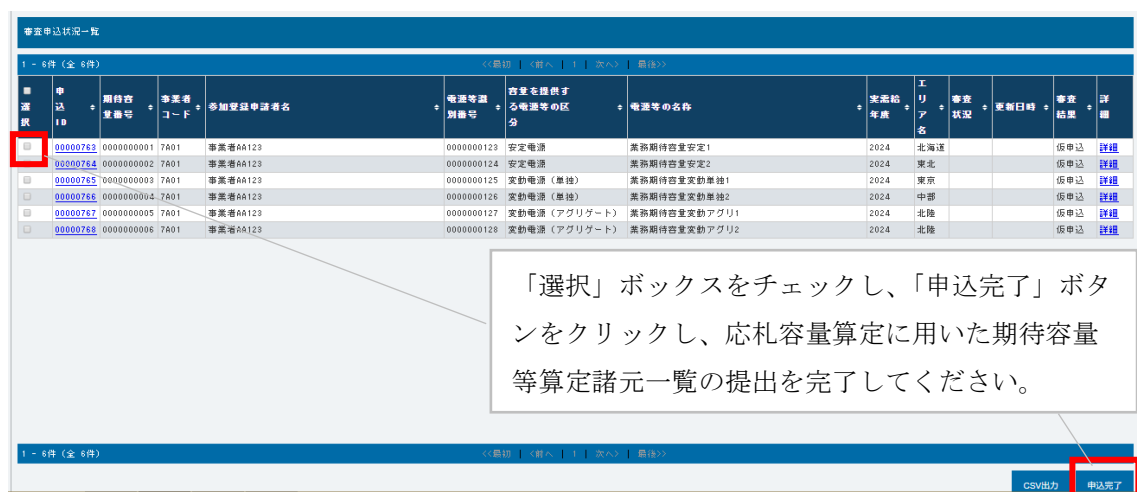 審査申込状況一覧
1 - 6件 (全 6件) <<最初 | <前へ | 1 | 次へ> | 最後>>
選択 申込ID 期待容量番号 事業者コード 参加登録申請者名 電源等識別番号 容量を提供する電源等の区分 電源等の名称 実需給年度 エリア名 審査状況 更新日時 審査結果 詳細
00000763 0000000001 7A01 事業者AA123 0000000123 安定電源 業務期待容量安定1 2024 北海道 仮申込 詳細
00000764 0000000002 7A01 事業者AA123 0000000124 安定電源 業務期待容量安定2 2024 東北 仮申込 詳細
00000765 0000000003 7A01 事業者AA123 0000000125 変動電源（単独） 業務期待容量変動単独1 2024 東京 仮申込 詳細
00000766 0000000004 7A01 事業者AA123 0000000126 変動電源（単独） 業務期待容量変動単独2 2024 中部 仮申込 詳細
00000767 0000000005 7A01 事業者AA123 0000000127 変動電源（アグリゲート） 業務期待容量変動アグリ1 2024 北陸 仮申込 詳細
00000768 0000000006 7A01 事業者AA123 0000000128 変動電源（アグリゲート） 業務期待容量変動アグリ2 2024 北陸 仮申込 詳細
「選択」ボックスをチェックし、「申込完了」ボタ
ンをクリックし、応札容量算定に用いた期待容量
等算定諸元一覧の提出を完了してください。
1 - 6件 (全 6件) <<最初 | <前へ | 1 | 次へ> | 最後>>
CSV出力 申込完了